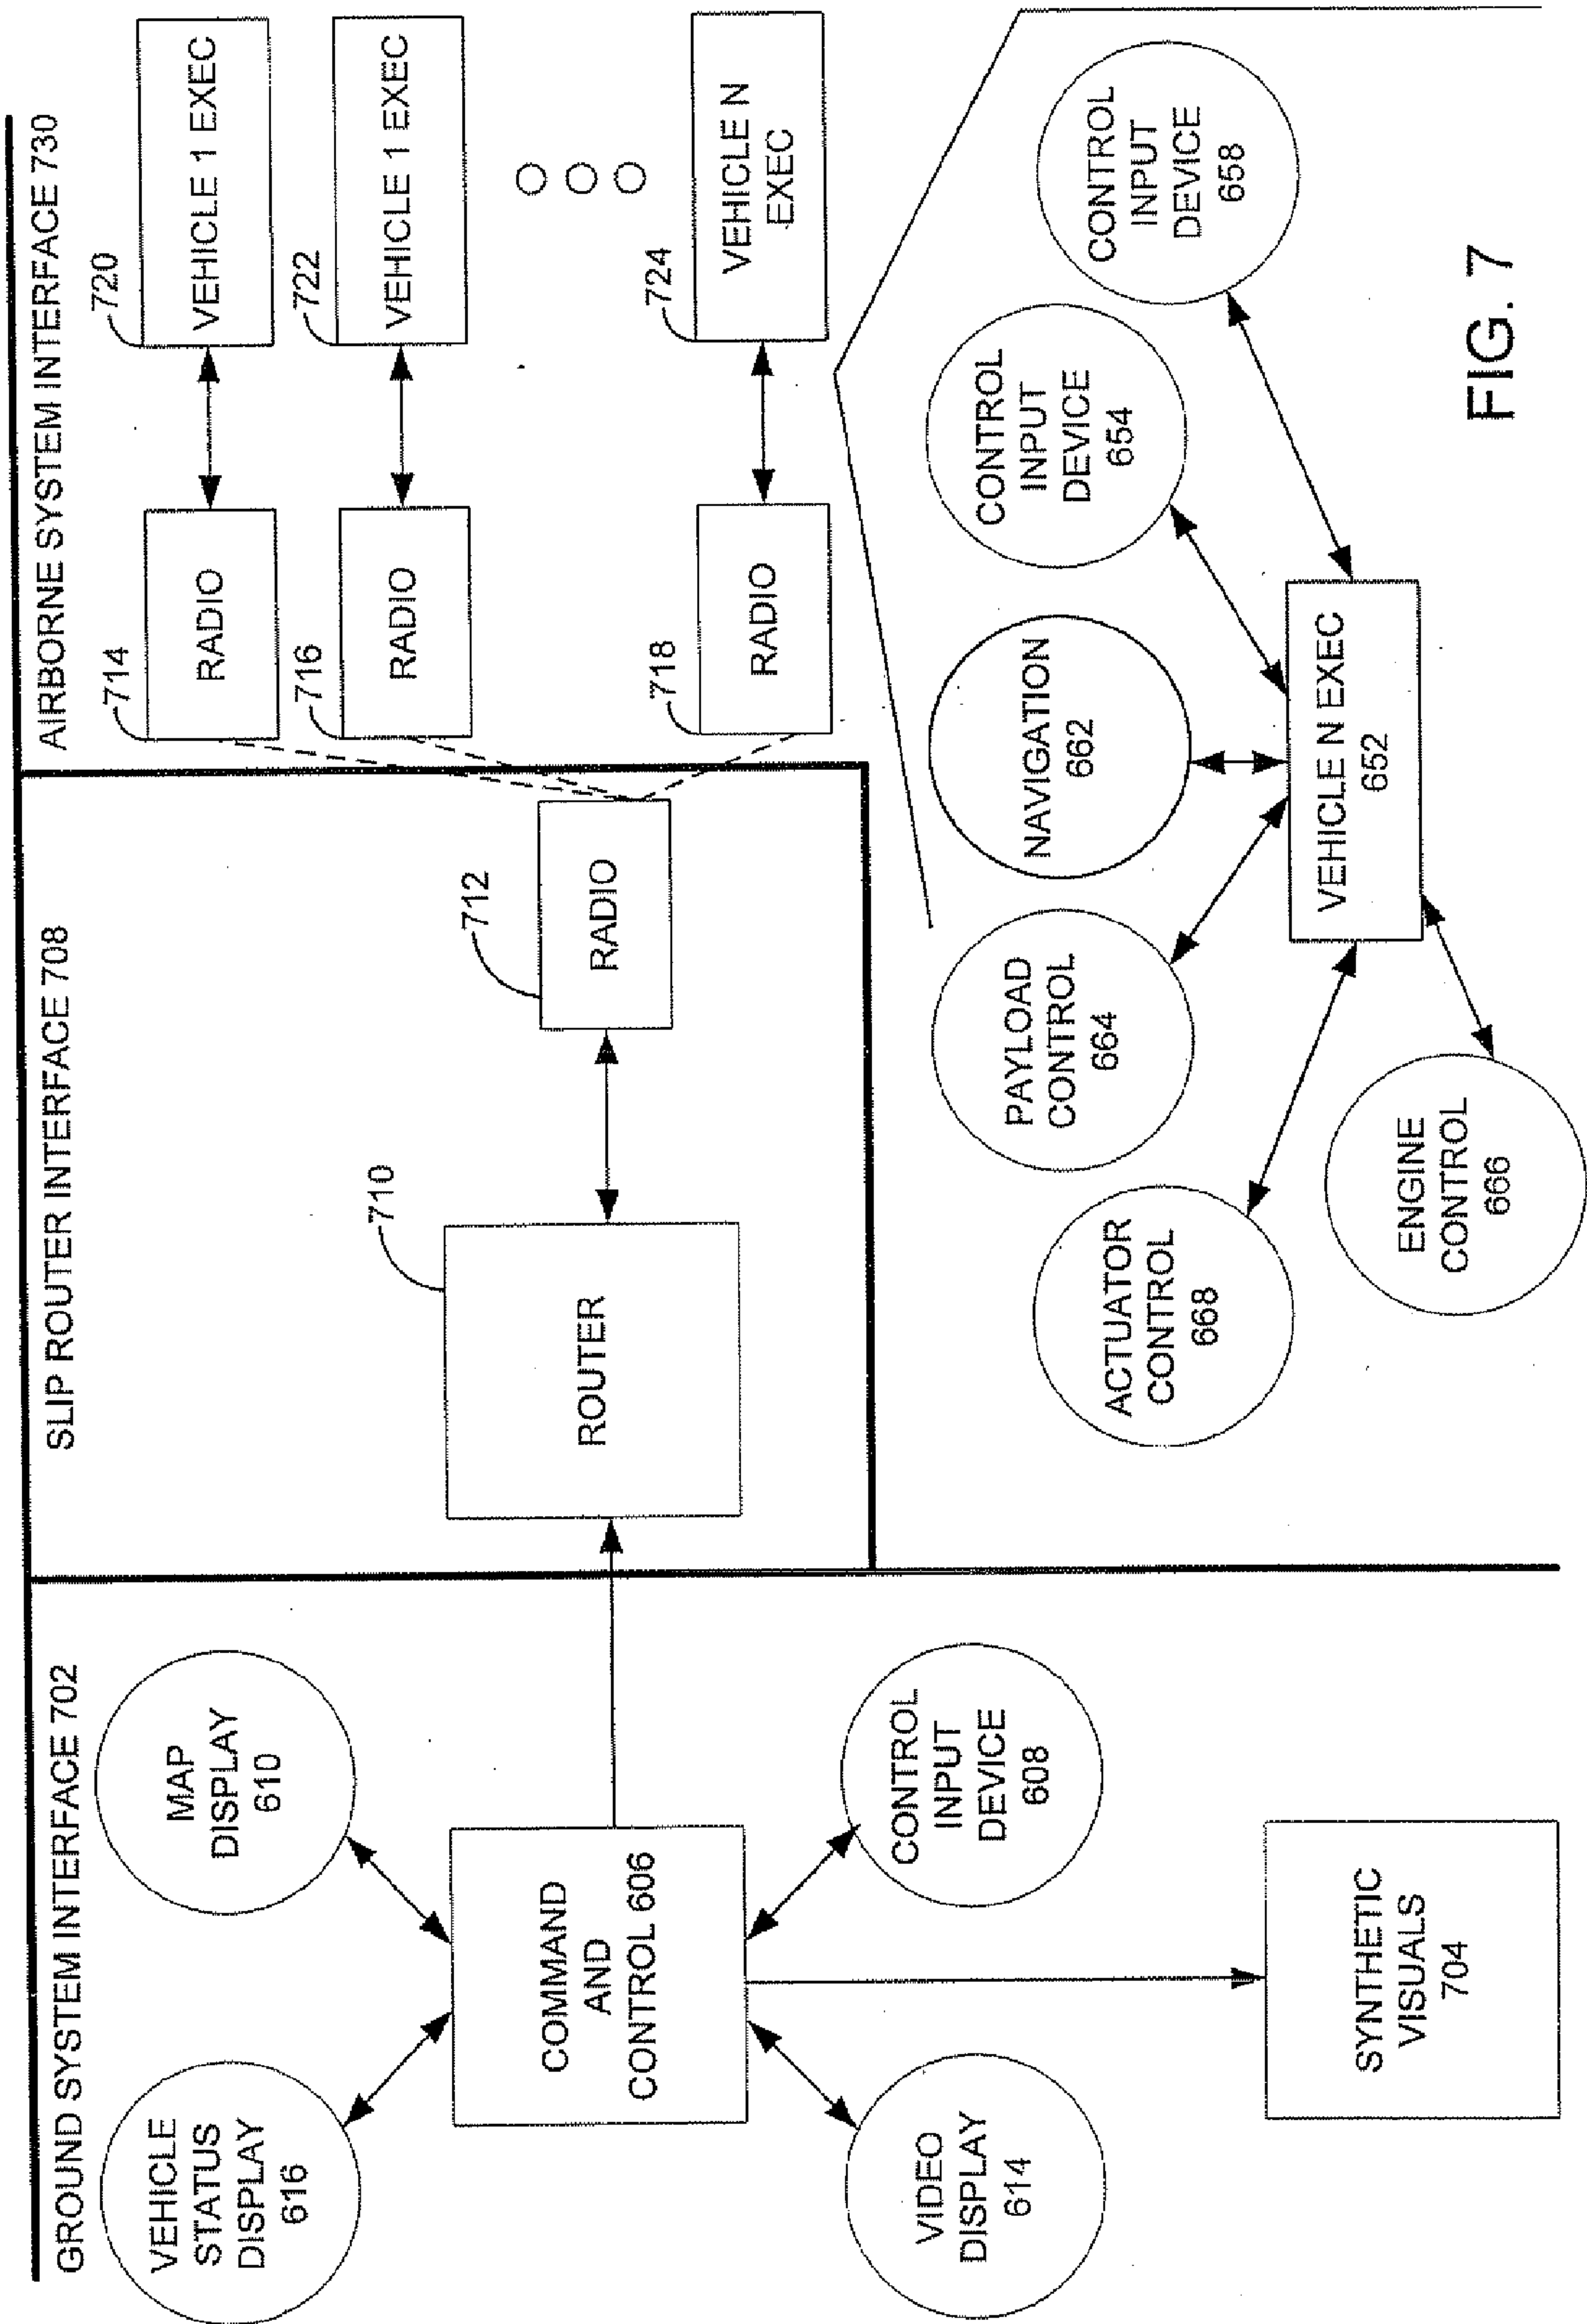 GROUND SYSTEM INTERFACE 702
VEHICLE
STATUS
DISPLAY
616
MAP
DISPLAY
610
COMMAND
AND
CONTROL 606
VIDEO
DISPLAY
614
CONTROL
INPUT
DEVICE
608
SYNTHETIC
VISUALS
704
SLIP ROUTER INTERFACE 708
710
ROUTER
712
RADIO
AIRBORNE SYSTEM INTERFACE 730
714
RADIO
720
VEHICLE 1 EXEC
716
RADIO
722
VEHICLE 1 EXEC
718
RADIO
724
VEHICLE N
EXEC
ACTUATOR
CONTROL
668
PAYLOAD
CONTROL
664
NAVIGATION
662
CONTROL
INPUT
DEVICE
654
CONTROL
INPUT
DEVICE
658
ENGINE
CONTROL
666
VEHICLE N EXEC
652
FIG. 7